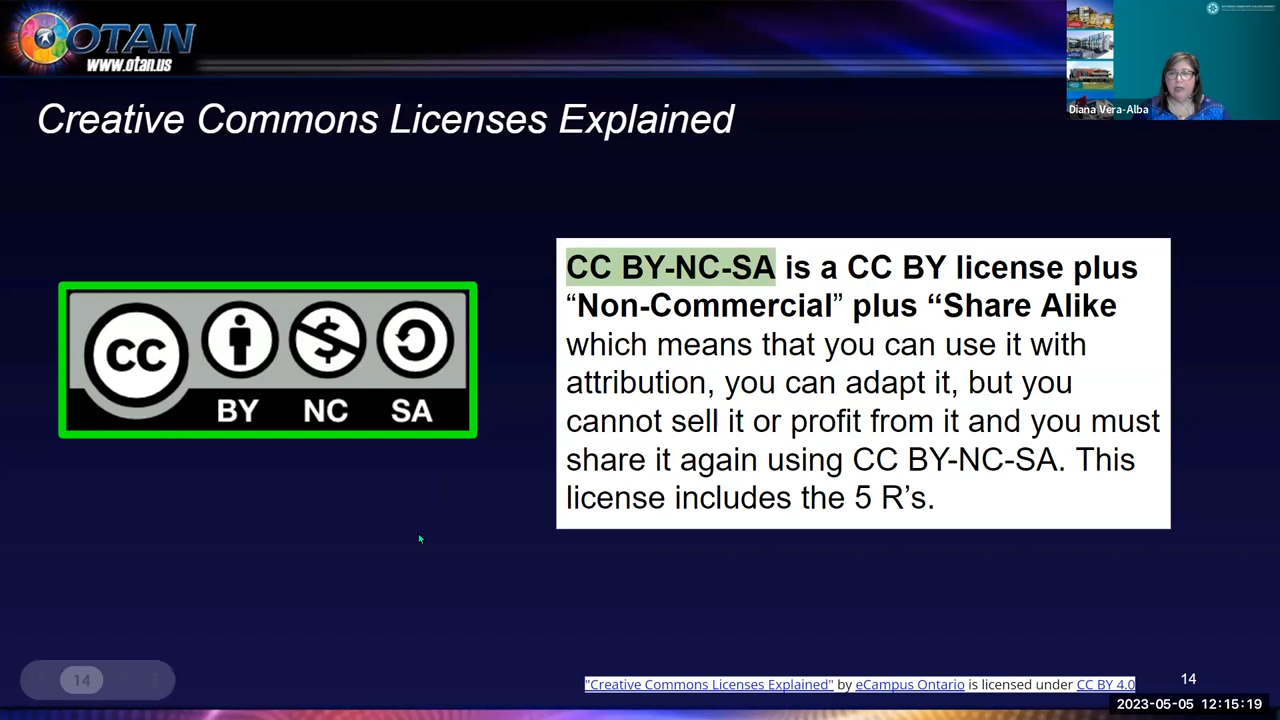 OTAN
www.otan.us
Diana Vera-Alba
Creative Commons Licenses Explained
CC BY-NC-SA is a CC BY license plus
“Non-Commercial” plus “Share Alike
which means that you can use it with
attribution, you can adapt it, but you
cannot sell it or profit from it and you must
share it again using CC BY-NC-SA. This
license includes the 5 R’s.
CC
BY NC SA
14
"Creative Commons Licenses Explained" by eCampus Ontario is licensed under CC BY 4.0
14
2023-05-05 12:15:19